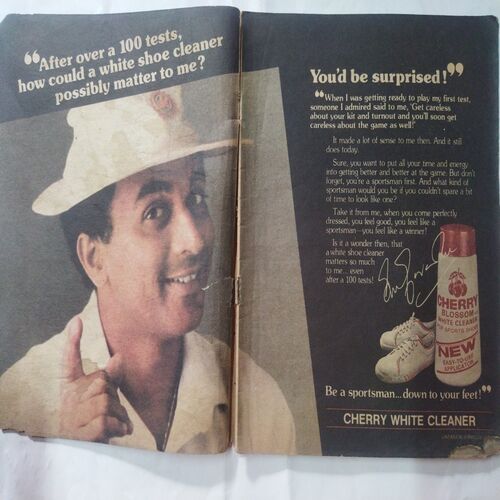 “After over a 100 tests,
how could a white shoe cleaner
possibly matter to me?
You'd be surprised!”
“When I was getting ready to play my first test,
someone I admired said to me, 'Get careless
about your kit and turnout and you'll soon get
careless about the game as well!'
It made a lot of sense to me then. And it still
does today.
Sure, you want to put all your time and energy
into getting better and better at the game. But don't
forget, you're a sportsman first. And what kind of
sportsman would you be if you couldn't spare a bit
of time to look like one?
Take it from me, when you come perfectly
dressed, you feel good, you feel like a
sportsman—you feel like a winner!
Is it a wonder then, that
a white shoe cleaner
matters so much
to me... even
after a 100 tests!
CHERRY
BLOSSOM
WHITE CLEANER
FOR SPORTS SHOES
NEW
EASY-TO-USE
APPLICATOR
Be a sportsman... down to your feet!”
CHERRY WHITE CLEANER